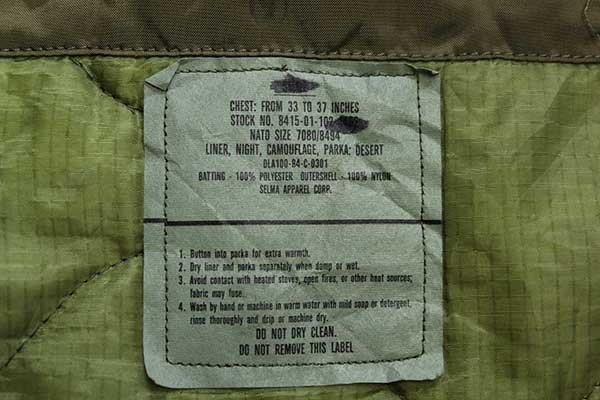 CHEST: FROM 33 TO 37 INCHES
STOCK NO. 8415-01-102-
NATO SIZE 7080/8494
LINER, NIGHT, CAMOUFLAGE, PARKA: DESERT
DLA100-84-C-0301
BATTING - 100% POLYESTER OUTERSHELL - 100% NYLON
SELMA APPAREL CORP.
1. Button into parka for extra warmth.
2. Dry liner and parka separately when damp or wet.
3. Avoid contact with heated stoves, open fires, or other heat sources;
fabric may fuse.
4. Wash by hand or machine in warm water with mild soap or detergent,
rinse thoroughly and drip or machine dry.
DO NOT DRY CLEAN.
DO NOT REMOVE THIS LABEL